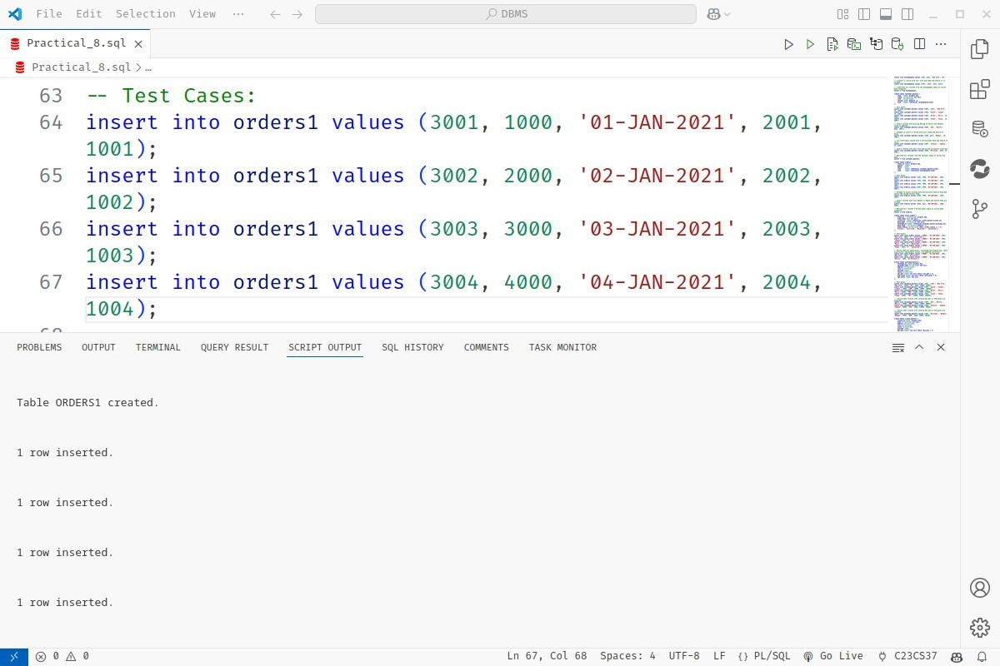 File Edit Selection View ···
DBMS
Practical_8.sql
Practical_8.sql > …
63 -- Test Cases:
64 insert into orders1 values (3001, 1000, '01-JAN-2021', 2001,
1001);
65 insert into orders1 values (3002, 2000, '02-JAN-2021', 2002,
1002);
66 insert into orders1 values (3003, 3000, '03-JAN-2021', 2003,
1003);
67 insert into orders1 values (3004, 4000, '04-JAN-2021', 2004,
1004);
PROBLEMS OUTPUT TERMINAL QUERY RESULT SCRIPT OUTPUT SQL HISTORY COMMENTS TASK MONITOR
Table ORDERS1 created.
1 row inserted.
1 row inserted.
1 row inserted.
1 row inserted.
0 0 Ln 67, Col 68 Spaces: 4 UTF-8 LF {} PL/SQL Go Live C23CS37